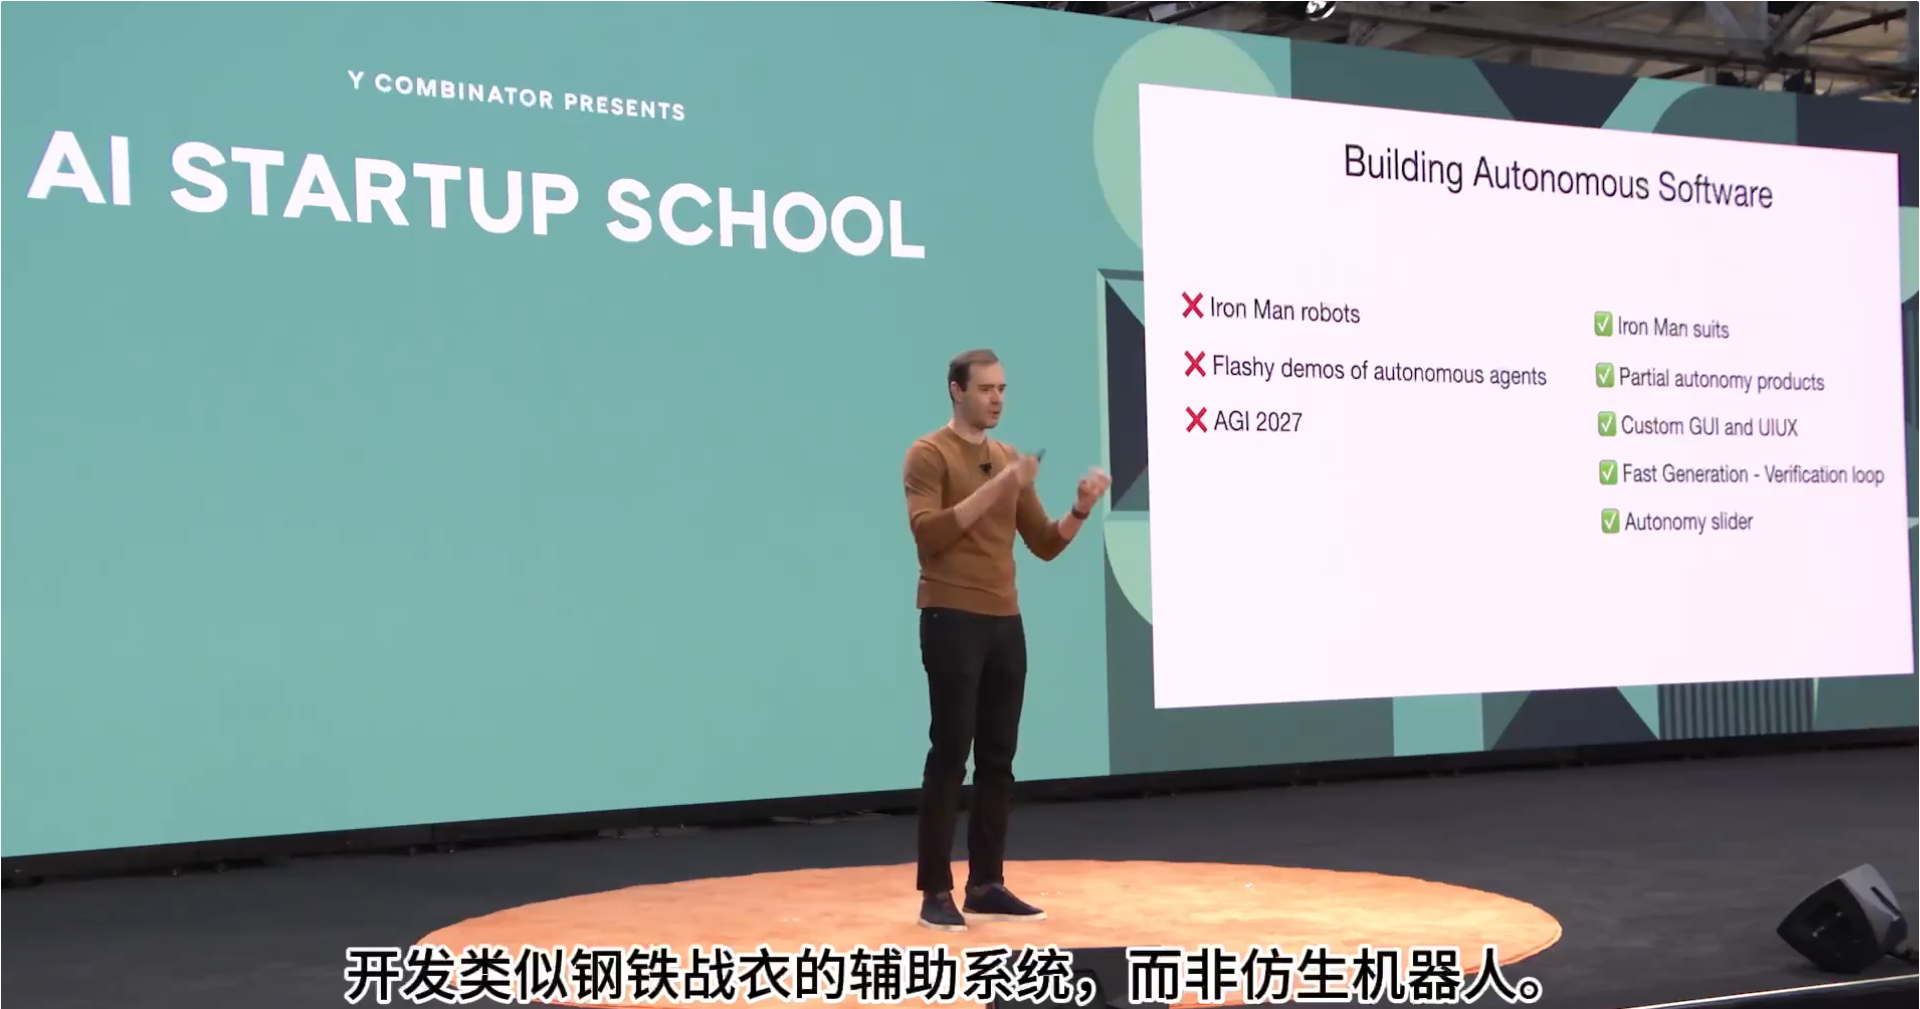 Y COMBINATOR PRESENTS
AI STARTUP SCHOOL
Building Autonomous Software
❌ Iron Man robots
❌ Flashy demos of autonomous agents
❌ AGI 2027
✅ Iron Man suits
✅ Partial autonomy products
✅ Custom GUI and UIUX
✅ Fast Generation - Verification loop
✅ Autonomy slider
开发类似钢铁战衣的辅助系统，而非仿生机器人。